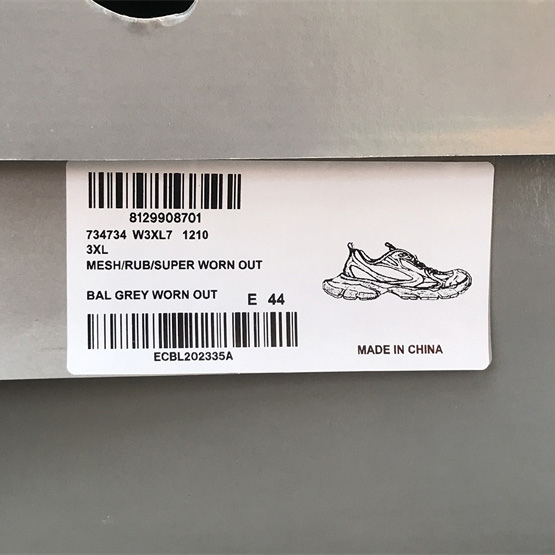 8129908701
734734 W3XL7 1210
3XL
MESH/RUB/SUPER WORN OUT
BAL GREY WORN OUT E 44
ECBL202335A
MADE IN CHINA